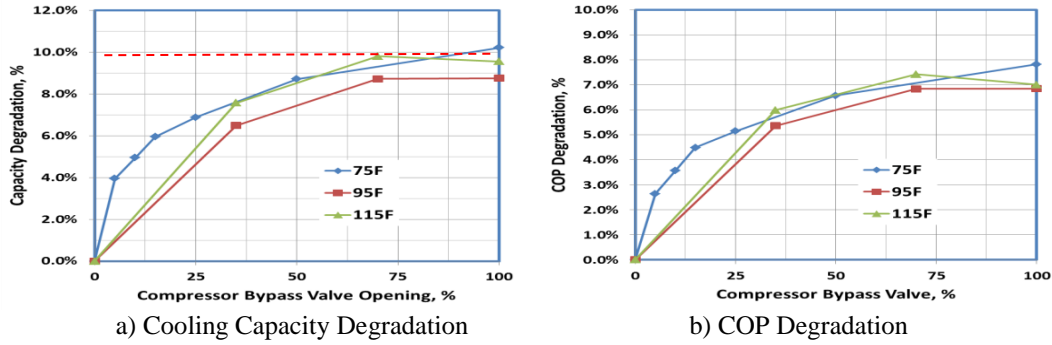 12.0%
10.0%
8.0%
6.0%
4.0%
2.0%
0.0%
Capacity Degradation, %
75F
95F
115F
0 25 50 75 100
Compressor Bypass Valve Opening, %
a) Cooling Capacity Degradation
10.0%
9.0%
8.0%
7.0%
6.0%
5.0%
4.0%
3.0%
2.0%
1.0%
0.0%
COP Degradation, %
75F
95F
115F
0 25 50 75 100
Compressor Bypass Valve, %
b) COP Degradation